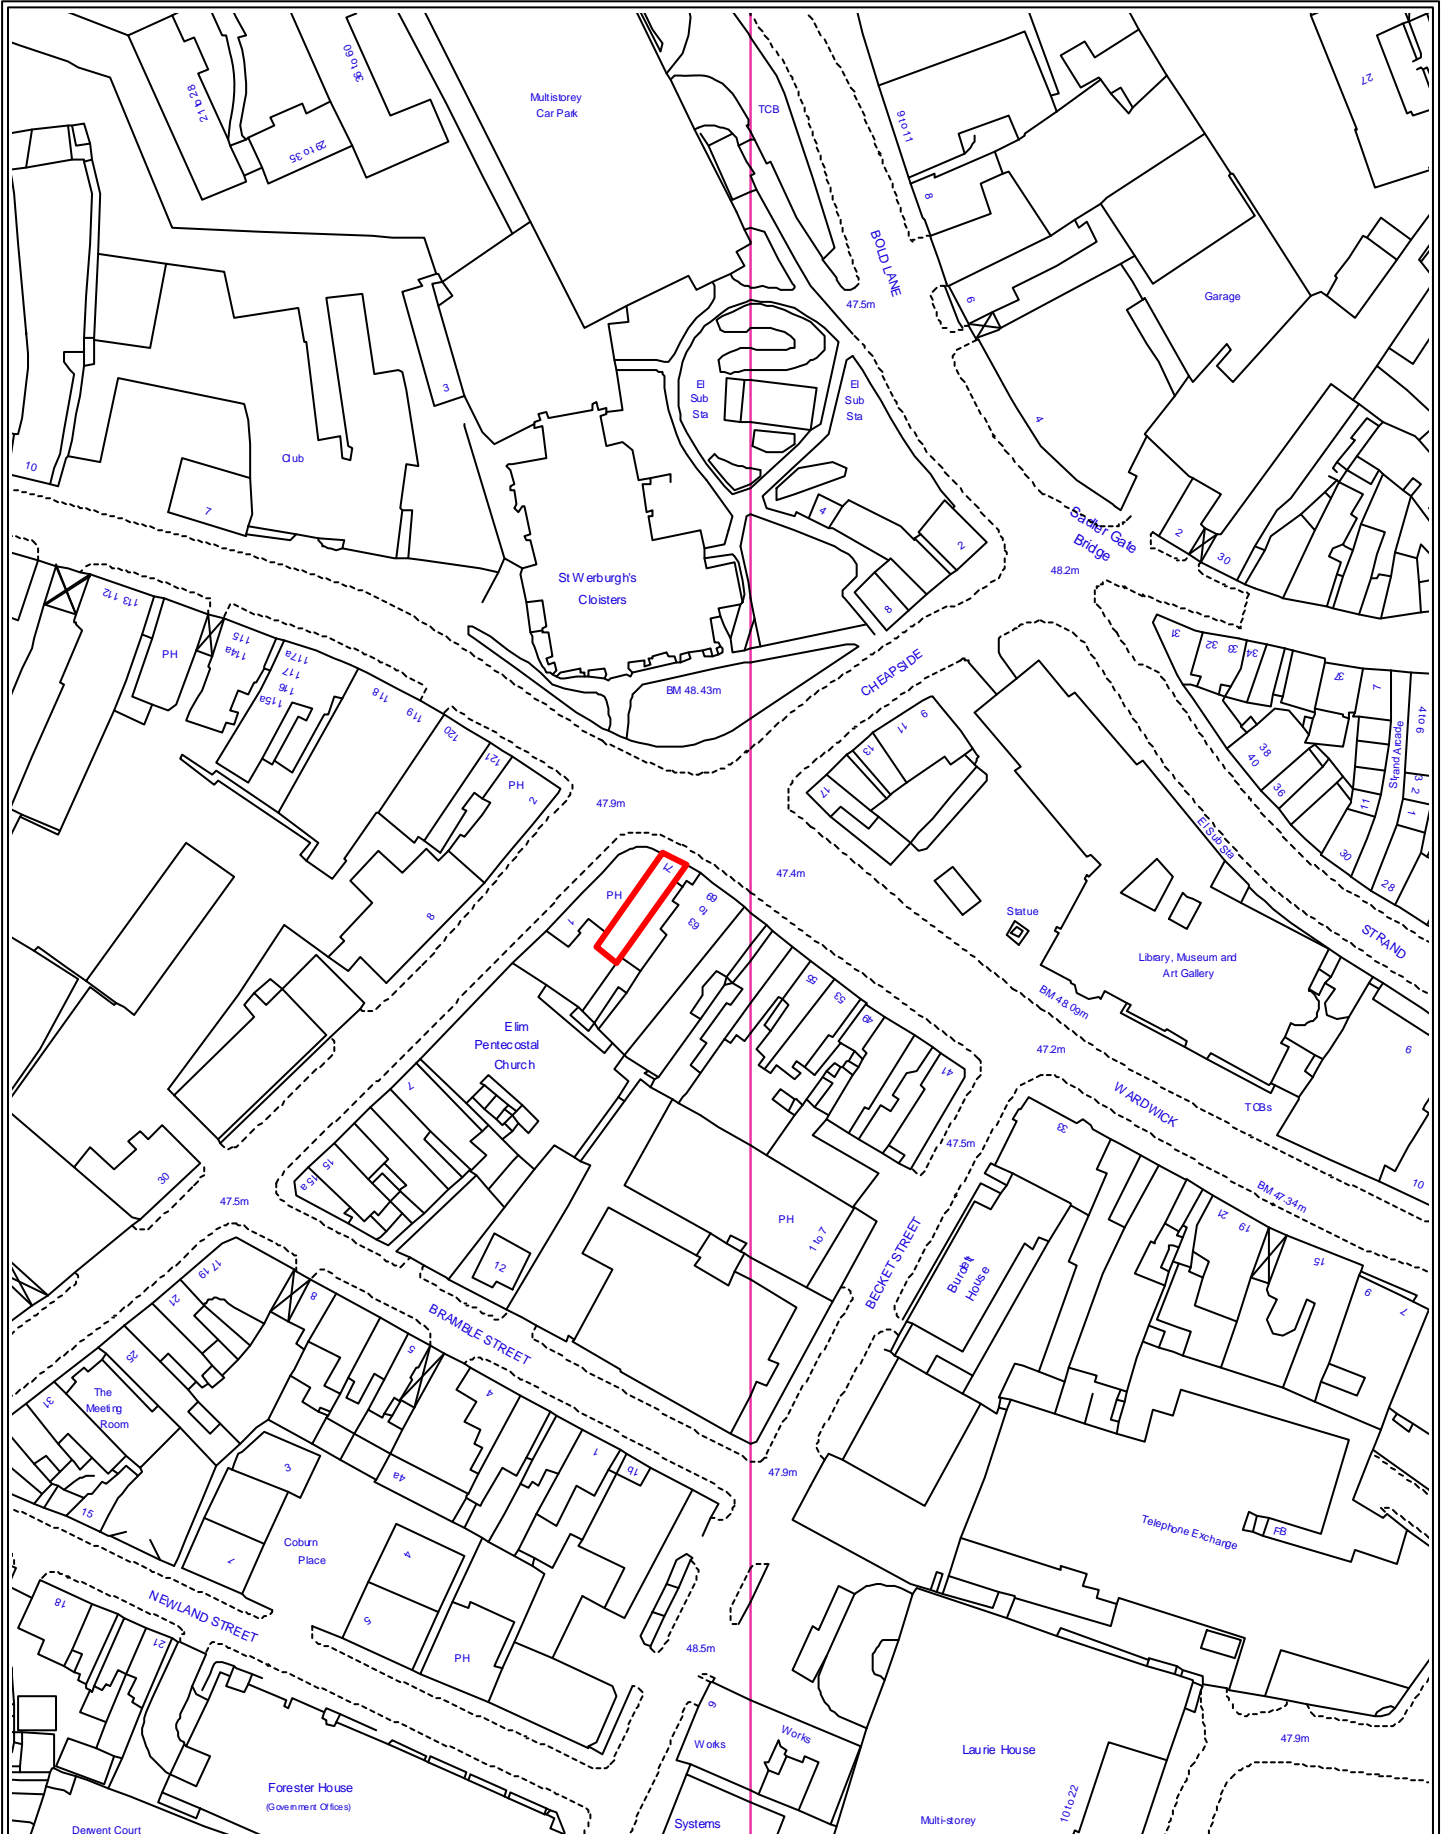 36 to 60
21 to 28
29 to 35
Multistorey
Car Park
TCB
9 to 11
27
8
BOLD LANE
47.5m
6
Garage
3
El
Sub
Sta
El
Sub
Sta
4
Club
10
7
4
2
8
Sadler Gate
Bridge
48.2m
2
30
St Werburgh's
Cloisters
113 112
PH
115
114a
117a
117
116
115a
118
119
120
121
PH
2
BM 48.43m
CHEAPSIDE
31
32
33
34
37
7
4 to 6
Strand Arcade
38
40
36
3
2
1
11
30
28
9
11
13
17
47.9m
El Sub Sta
STRAND
71
PH
1
69
to
63
47.4m
8
Statue
Library, Museum and
Art Gallery
BM 48.09m
55
53
49
41
47.2m
9
Elim
Pentecostal
Church
7
15
15a
30
47.5m
WARDWICK
TCBs
33
47.5m
10
BM 47.34m
21
19
15
9
7
PH
1 to 7
BECKET STREET
Burdett
House
12
BRAMBLE STREET
17 19
21
25
31
The
Meeting
Room
8
5
4
4a
1
1b
47.9m
3
15
Coburn
Place
7
4
5
PH
Telephone Exchange
FB
NEWLAND STREET
18
21
48.5m
9
Works
Works
Laurie House
47.9m
Forester House
(Government Offices)
Derwent Court
Systems
Multi-storey
10 to 22